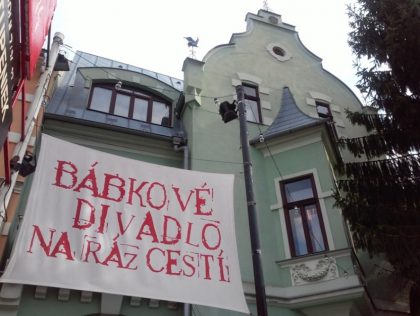 BÁBKOVÉ
DIVADLO
NA RÁZCESTÍ